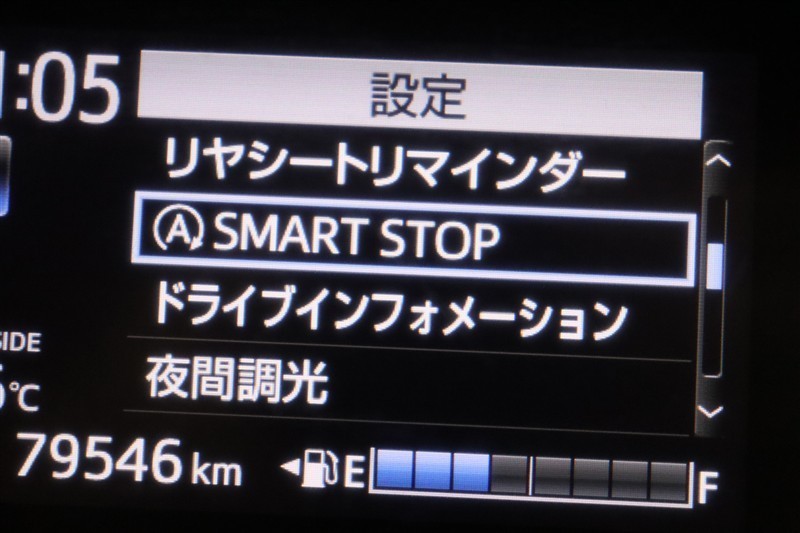 :05
設定
リヤシートリマインダー
Ⓐ SMART STOP
ドライブインフォメーション
夜間調光
SIDE
℃
79546 km
E
F